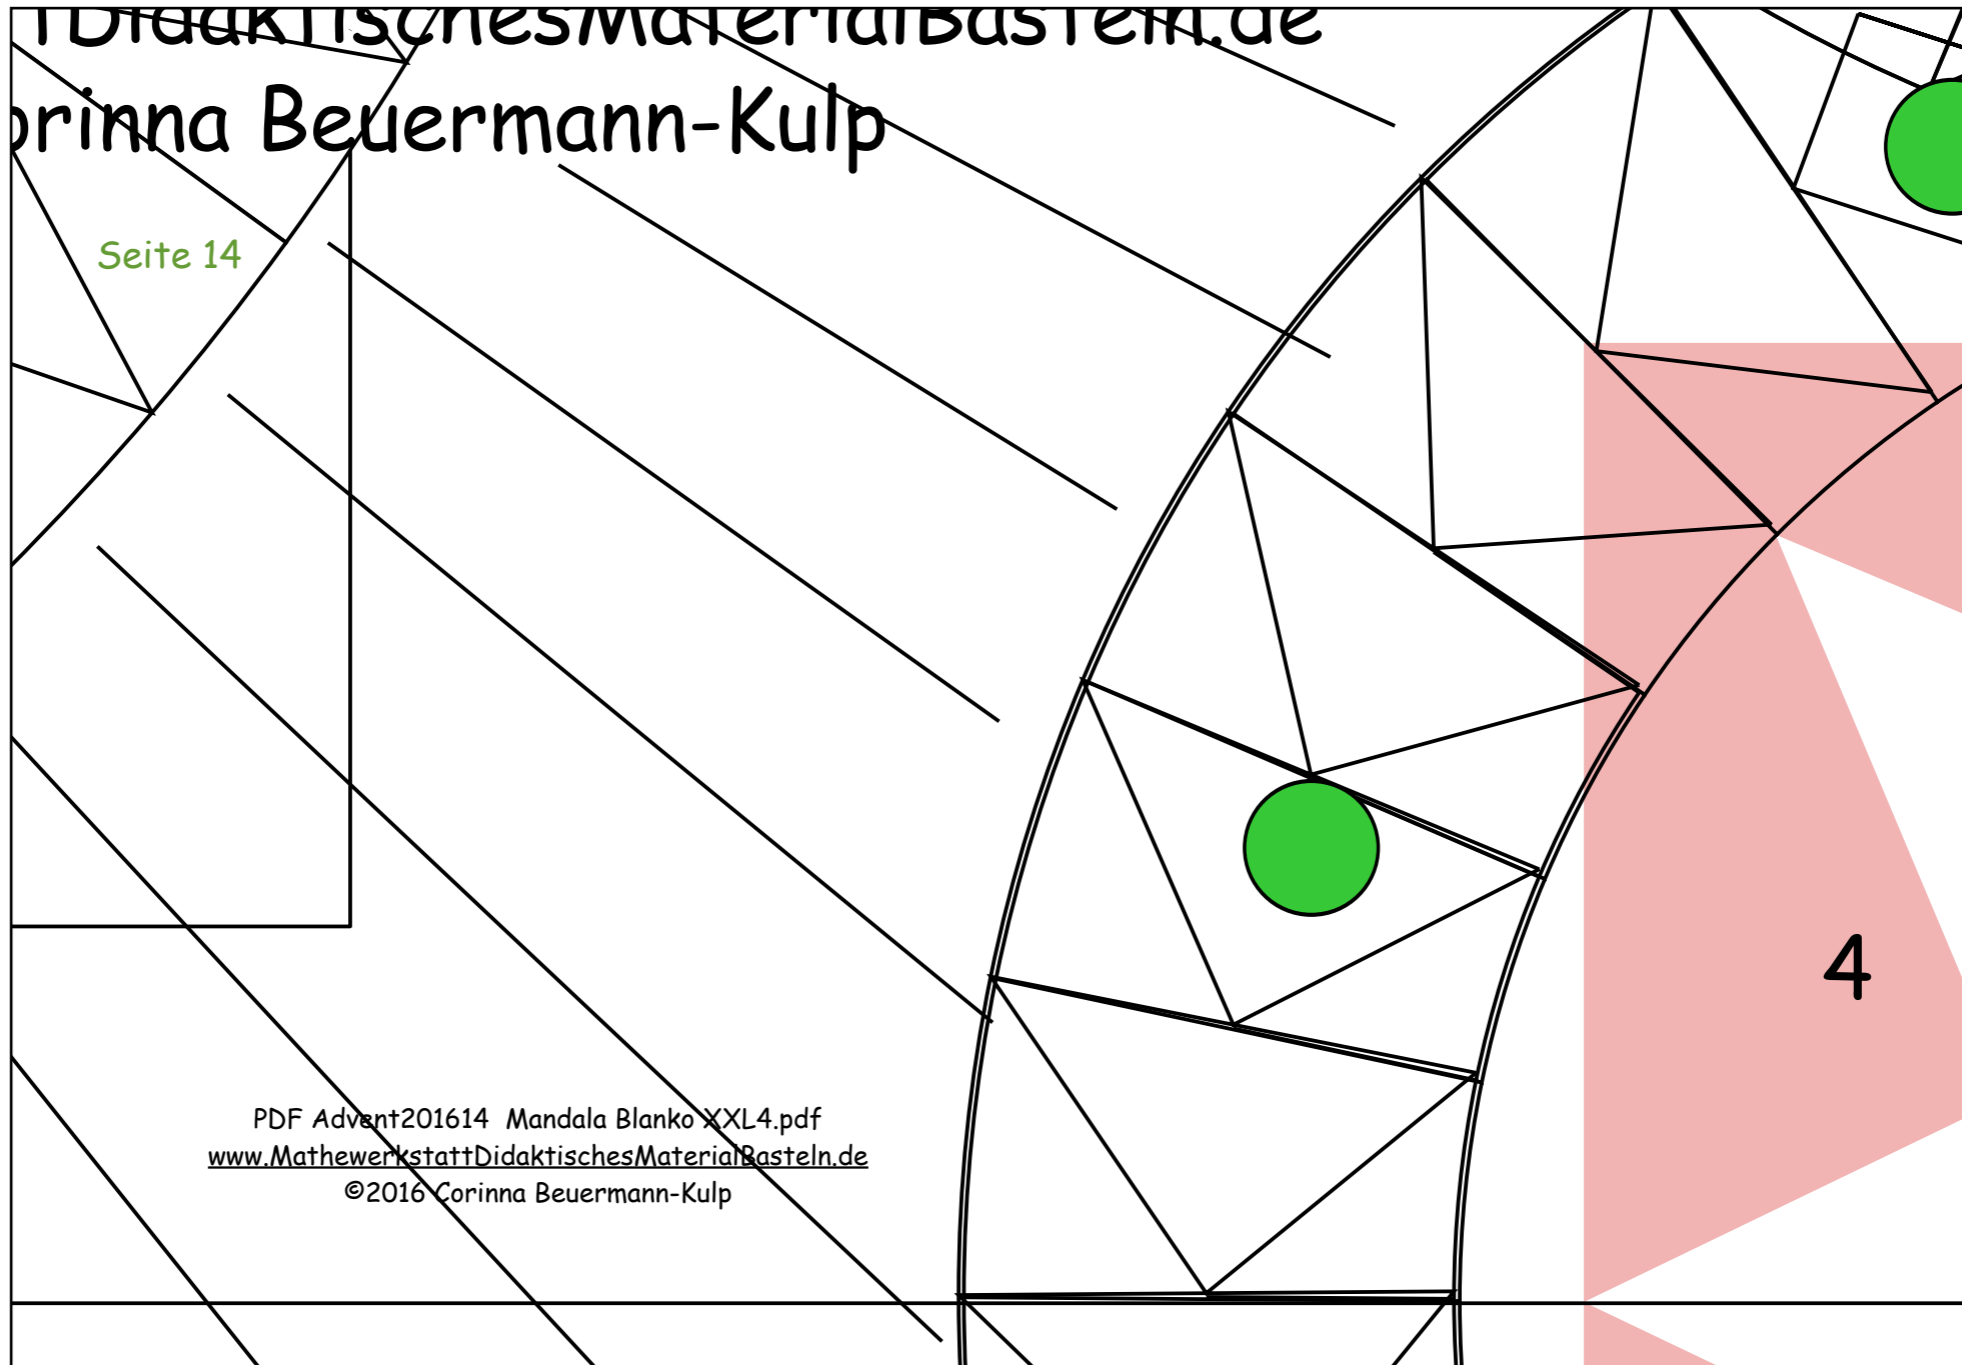 tDidaktischesMaterialBasteln.de
orinna Beuermann-Kulp
Seite 14
4
PDF Advent201614 Mandala Blanko XXL4.pdf
www.MathewerkstattDidaktischesMaterialBasteln.de
©2016 Corinna Beuermann-Kulp